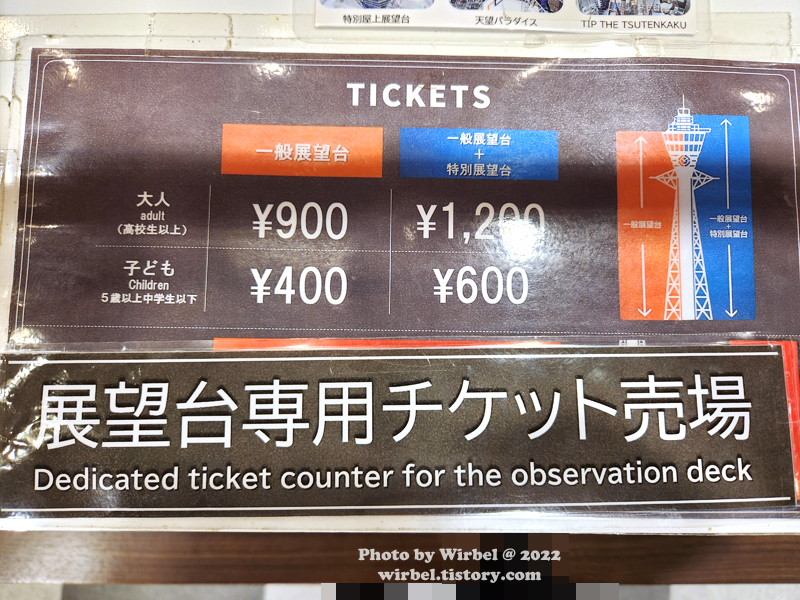 特別屋上展望台
天望パラダイス
TIP THE TSUTENKAKU
TICKETS
一般展望台
一般展望台
+
特別展望台
大人
adult
(高校生以上)
¥900
¥1,200
子ども
Children
5歳以上中学生以下
¥400
¥600
一般展望台
一般展望台
+
特別展望台
展望台専用チケット売場
Dedicated ticket counter for the observation deck
Photo by Wirbel @ 2022
wirbel.tistory.com